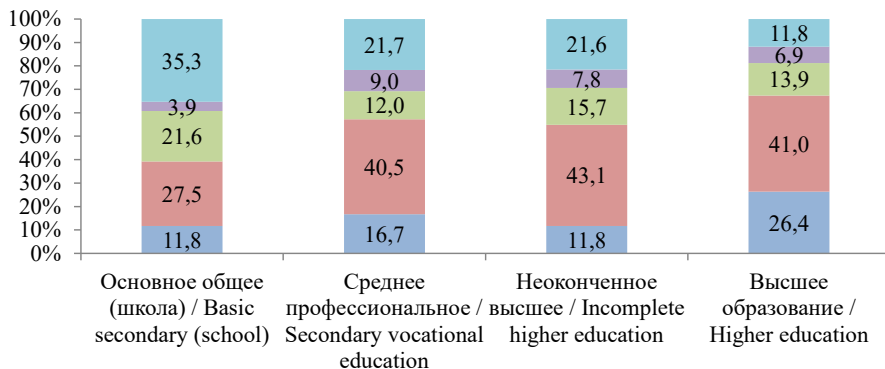 100%
90%
80%
70%
60%
50%
40%
30%
20%
10%
0%
35,3
3,9
21,6
27,5
11,8
21,7
9,0
12,0
40,5
16,7
21,6
7,8
15,7
43,1
11,8
11,8
6,9
13,9
41,0
26,4
Основное общее
(школа) / Basic
secondary (school)
Среднее
профессиональное /
Secondary vocational
education
Неоконченное
высшее / Incomplete
higher education
Высшее
образование /
Higher education